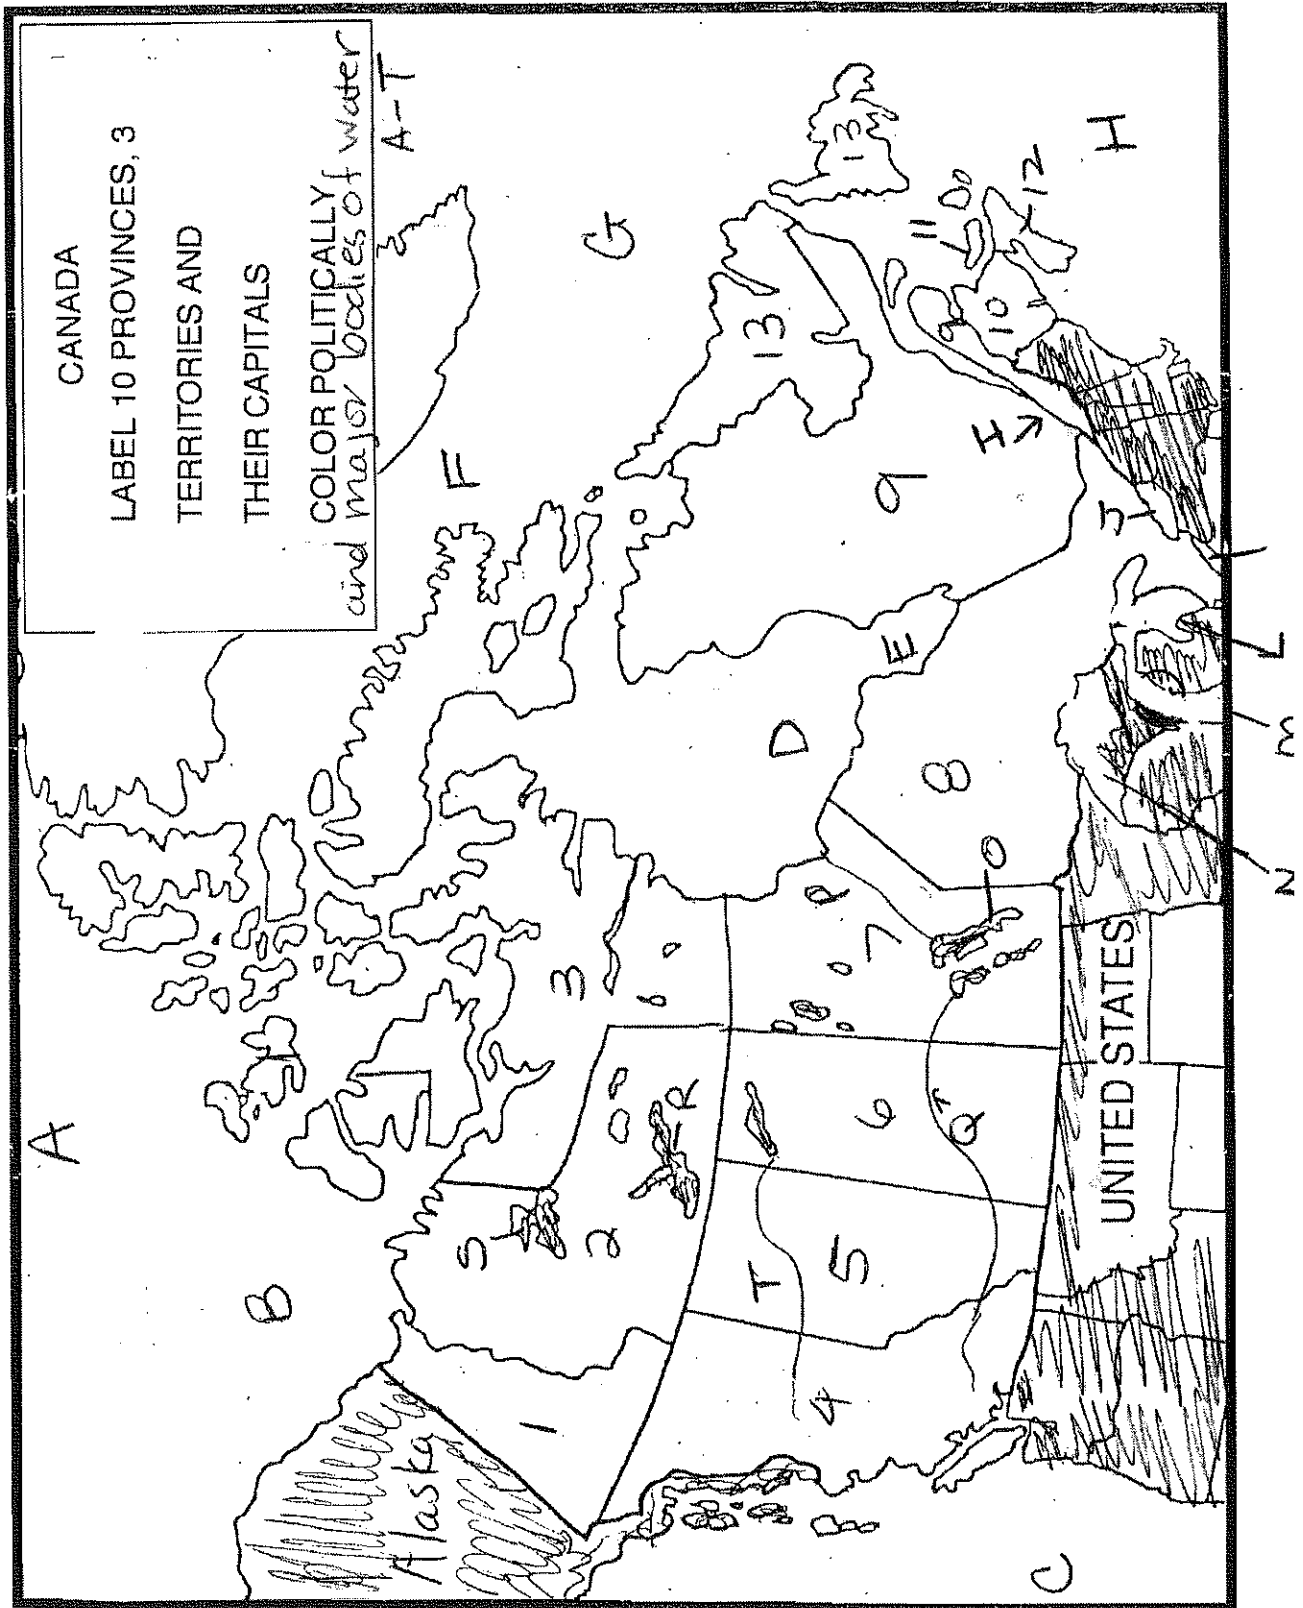 CANADA
LABEL 10 PROVINCES, 3
TERRITORIES AND
THEIR CAPITALS
COLOR POLITICALLY
and major bodies of water
A-T
A
B
S
2
R
1
Alaska
3
F
G
13
13
D
E
9
H
11
12
10
9
H
J
L
M
N
8
O
P
7
6
Q
T
5
4
C
UNITED STATES